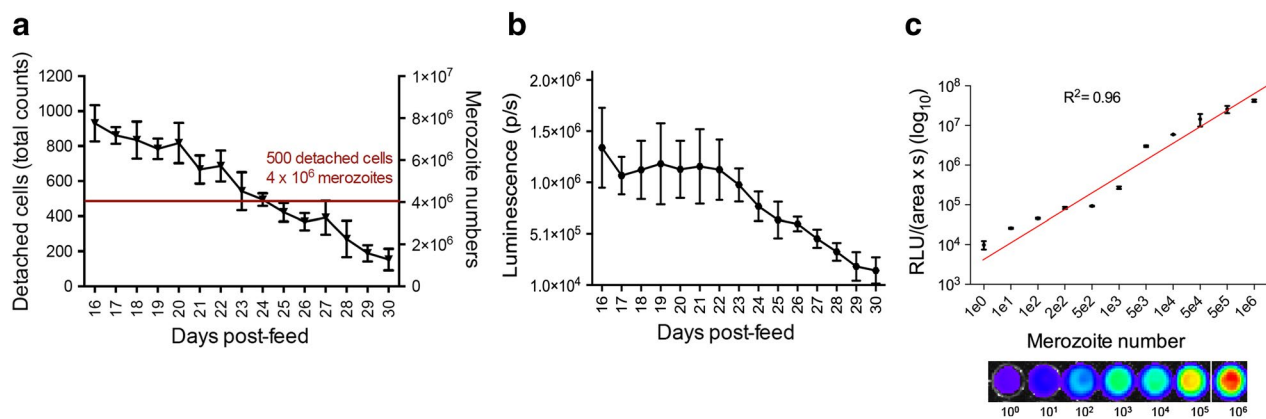 a
Detached cells (total counts)
1200
1000
800
600
400
200
0
500 detached cells
4 x 10⁶ merozoites
1×10⁷
8×10⁶
6×10⁶
4×10⁶
2×10⁶
0
Merozoite numbers
16 17 18 19 20 21 22 23 24 25 26 27 28 29 30
Days post-feed
b
Luminescence (p/s)
2.0×10⁶
1.5×10⁶
1.0×10⁶
5.1×10⁵
1.0×10⁴
16 17 18 19 20 21 22 23 24 25 26 27 28 29 30
Days post-feed
c
RLU/(area x s) (log₁₀)
10⁸
10⁷
10⁶
10⁵
10⁴
10³
R²= 0.96
1e0 1e1 1e2 2e2 5e2 1e3 5e3 1e4 5e4 5e5 1e6
Merozoite number
10⁰ 10¹ 10² 10³ 10⁴ 10⁵ 10⁶